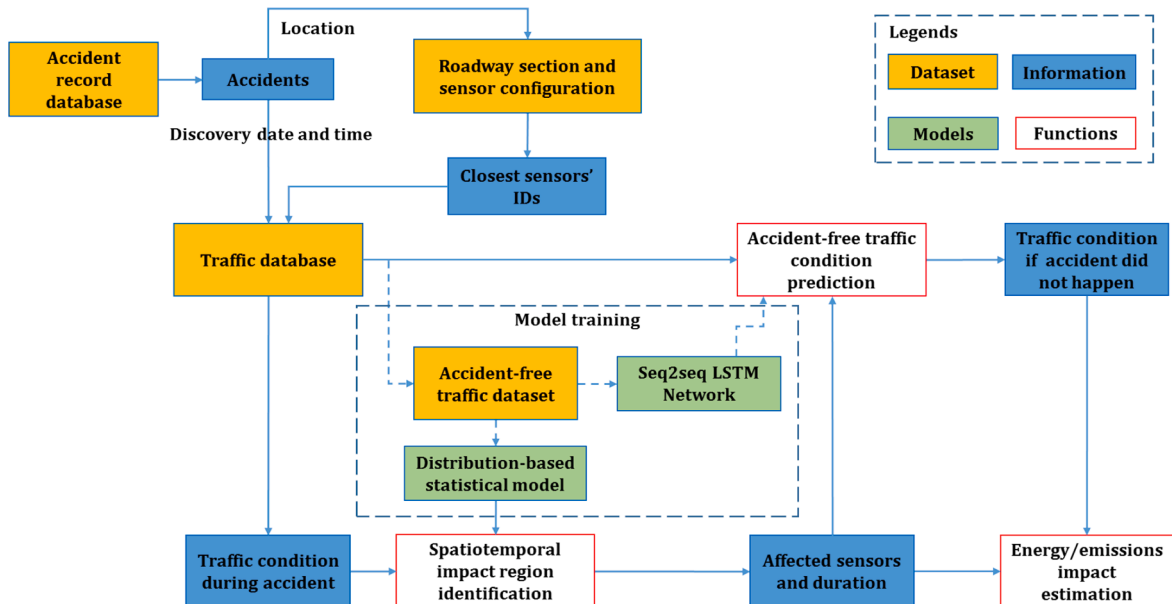 Location
Legends
Accident
record
database
Accidents
Roadway section and
sensor configuration
Dataset
Information
Discovery date and time
Models
Functions
Closest sensors’
IDs
Traffic database
Accident-free traffic
condition
prediction
Traffic condition
if accident did
not happen
Model training
Accident-free
traffic dataset
Seq2seq LSTM
Network
Distribution-based
statistical model
Traffic condition
during accident
Spatiotemporal
impact region
identification
Affected sensors
and duration
Energy/emissions
impact
estimation